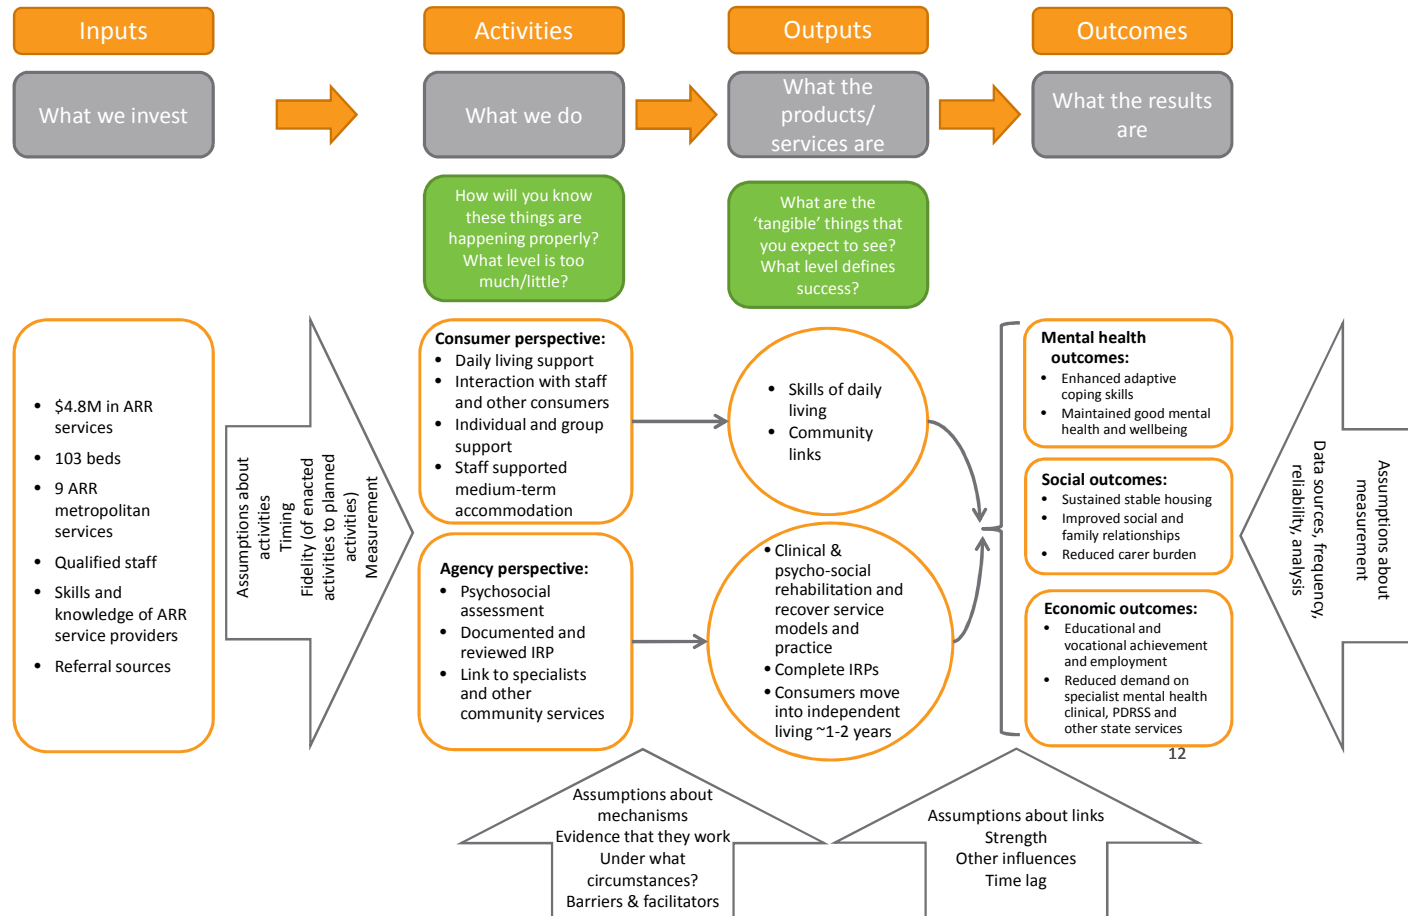 Inputs
Activities
Outputs
Outcomes
What we invest
What we do
What the
products/
services are
What the results
are
How will you know
these things are
happening properly?
What level is too
much/little?
What are the
‘tangible’ things that
you expect to see?
What level defines
success?
• $4.8M in ARR
services
• 103 beds
• 9 ARR
metropolitan
services
• Qualified staff
• Skills and
knowledge of ARR
service providers
• Referral sources
Assumptions about
activities
Timing
Fidelity (of enacted
activities to planned
activities)
Measurement
Consumer perspective:
• Daily living support
• Interaction with staff
and other consumers
• Individual and group
support
• Staff supported
medium-term
accommodation
Agency perspective:
• Psychosocial
assessment
• Documented and
reviewed IRP
• Link to specialists
and other
community services
• Skills of daily
living
• Community
links
• Clinical &
psycho-social
rehabilitation and
recover service
models and
practice
• Complete IRPs
• Consumers move
into independent
living ~1-2 years
Mental health
outcomes:
• Enhanced adaptive
coping skills
• Maintained good mental
health and wellbeing
Social outcomes:
• Sustained stable housing
• Improved social and
family relationships
• Reduced carer burden
Economic outcomes:
• Educational and
vocational achievement
and employment
• Reduced demand on
specialist mental health
clinical, PDRSS and
other state services
12
Assumptions about
measurement
Data sources, frequency,
reliability, analysis
Assumptions about
mechanisms
Evidence that they work
Under what
circumstances?
Barriers & facilitators
Assumptions about links
Strength
Other influences
Time lag